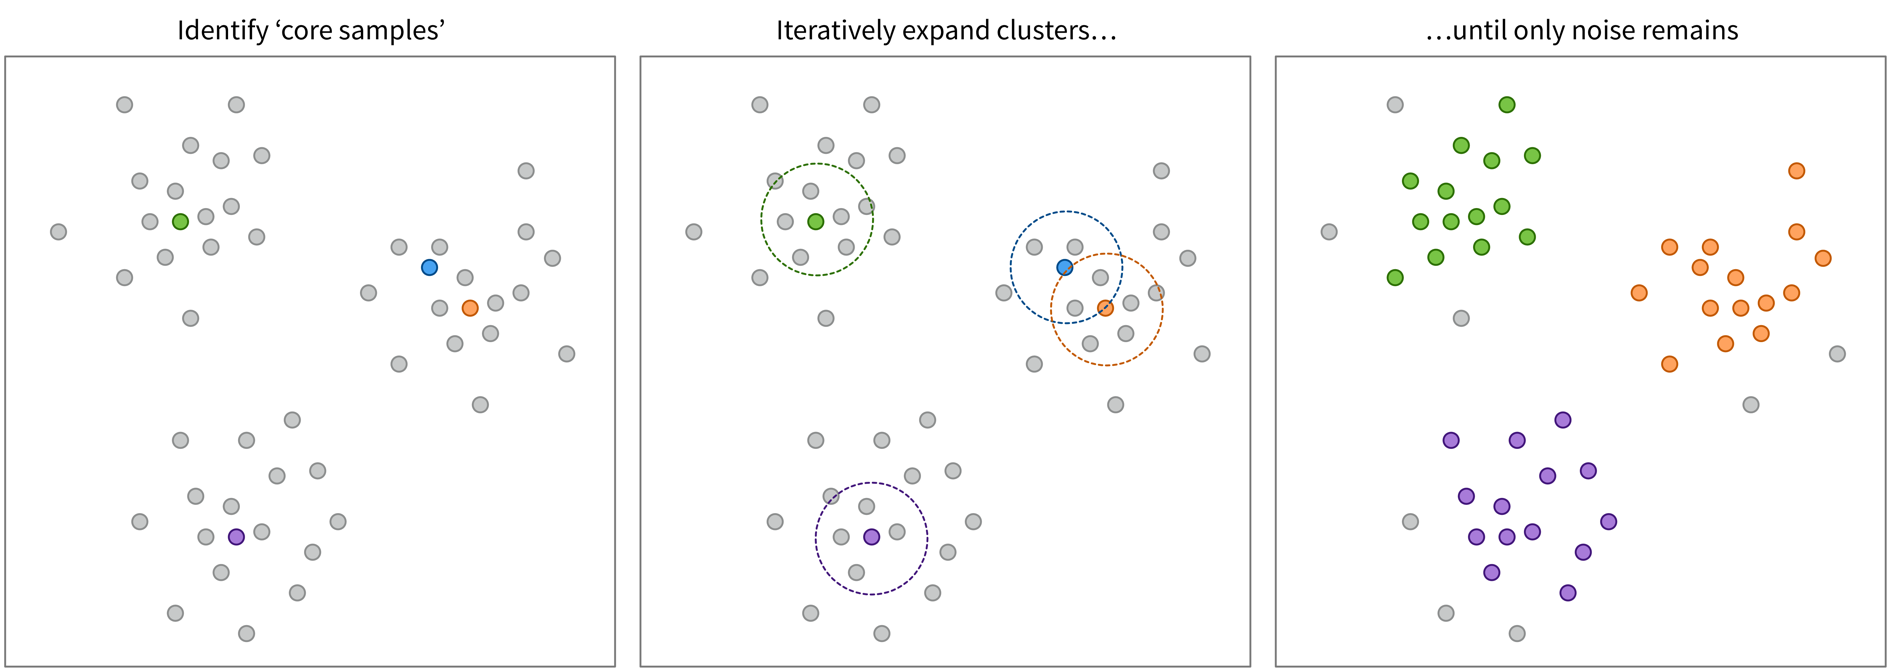 Identify ‘core samples’
Iteratively expand clusters…
…until only noise remains